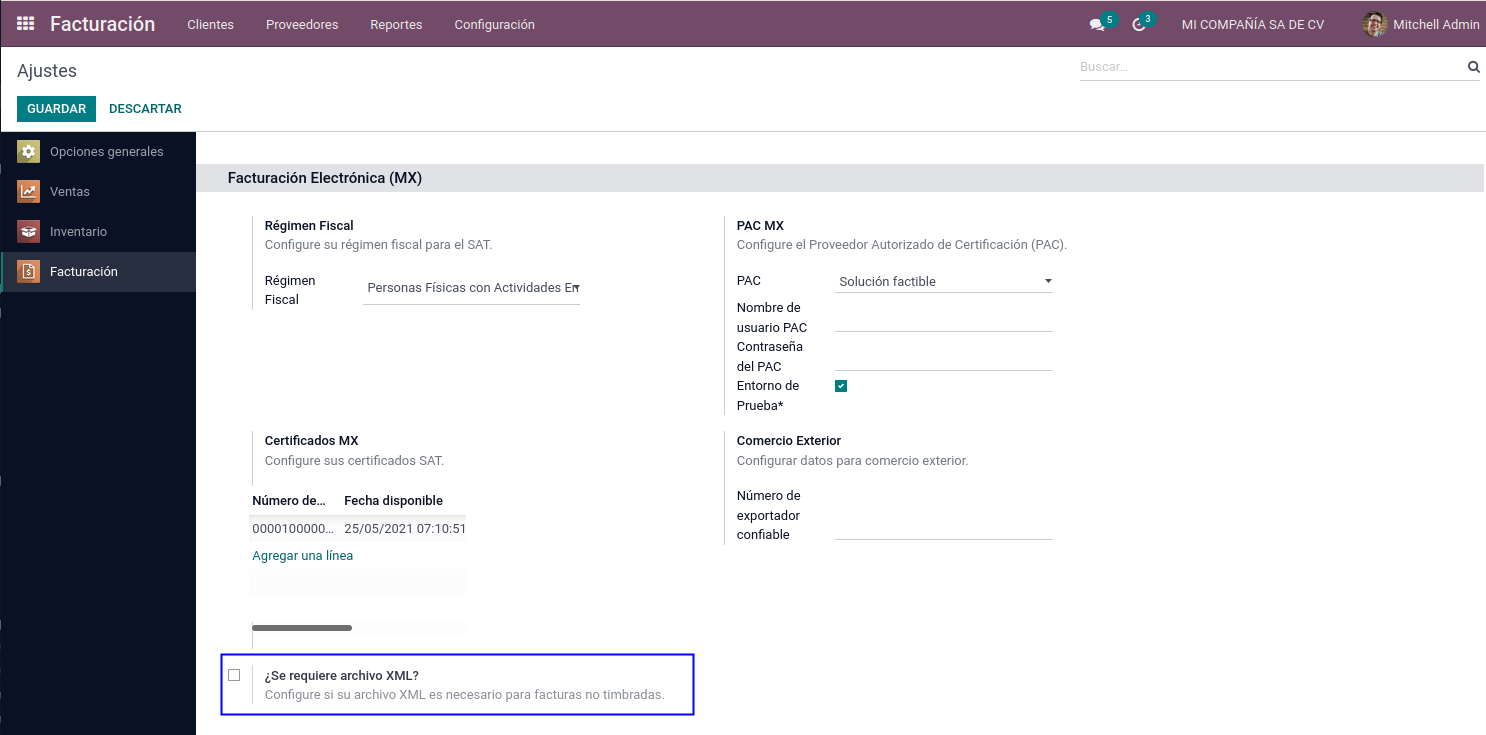 Facturación Clientes Proveedores Reportes Configuración 5 3 MI COMPAÑÍA SA DE CV Mitchell Admin
Ajustes
Buscar...
GUARDAR DESCARTAR
Opciones generales
Ventas
Inventario
Facturación
Facturación Electrónica (MX)
Régimen Fiscal
Configure su régimen fiscal para el SAT.
Régimen
Fiscal
Personas Físicas con Actividades En
PAC MX
Configure el Proveedor Autorizado de Certificación (PAC).
PAC
Solución factible
Nombre de
usuario PAC
Contraseña
del PAC
Entorno de
Prueba*
Certificados MX
Configure sus certificados SAT.
Número de... Fecha disponible
0000100000... 25/05/2021 07:10:51
Agregar una línea
Comercio Exterior
Configurar datos para comercio exterior.
Número de
exportador
confiable
¿Se requiere archivo XML?
Configure si su archivo XML es necesario para facturas no timbradas.